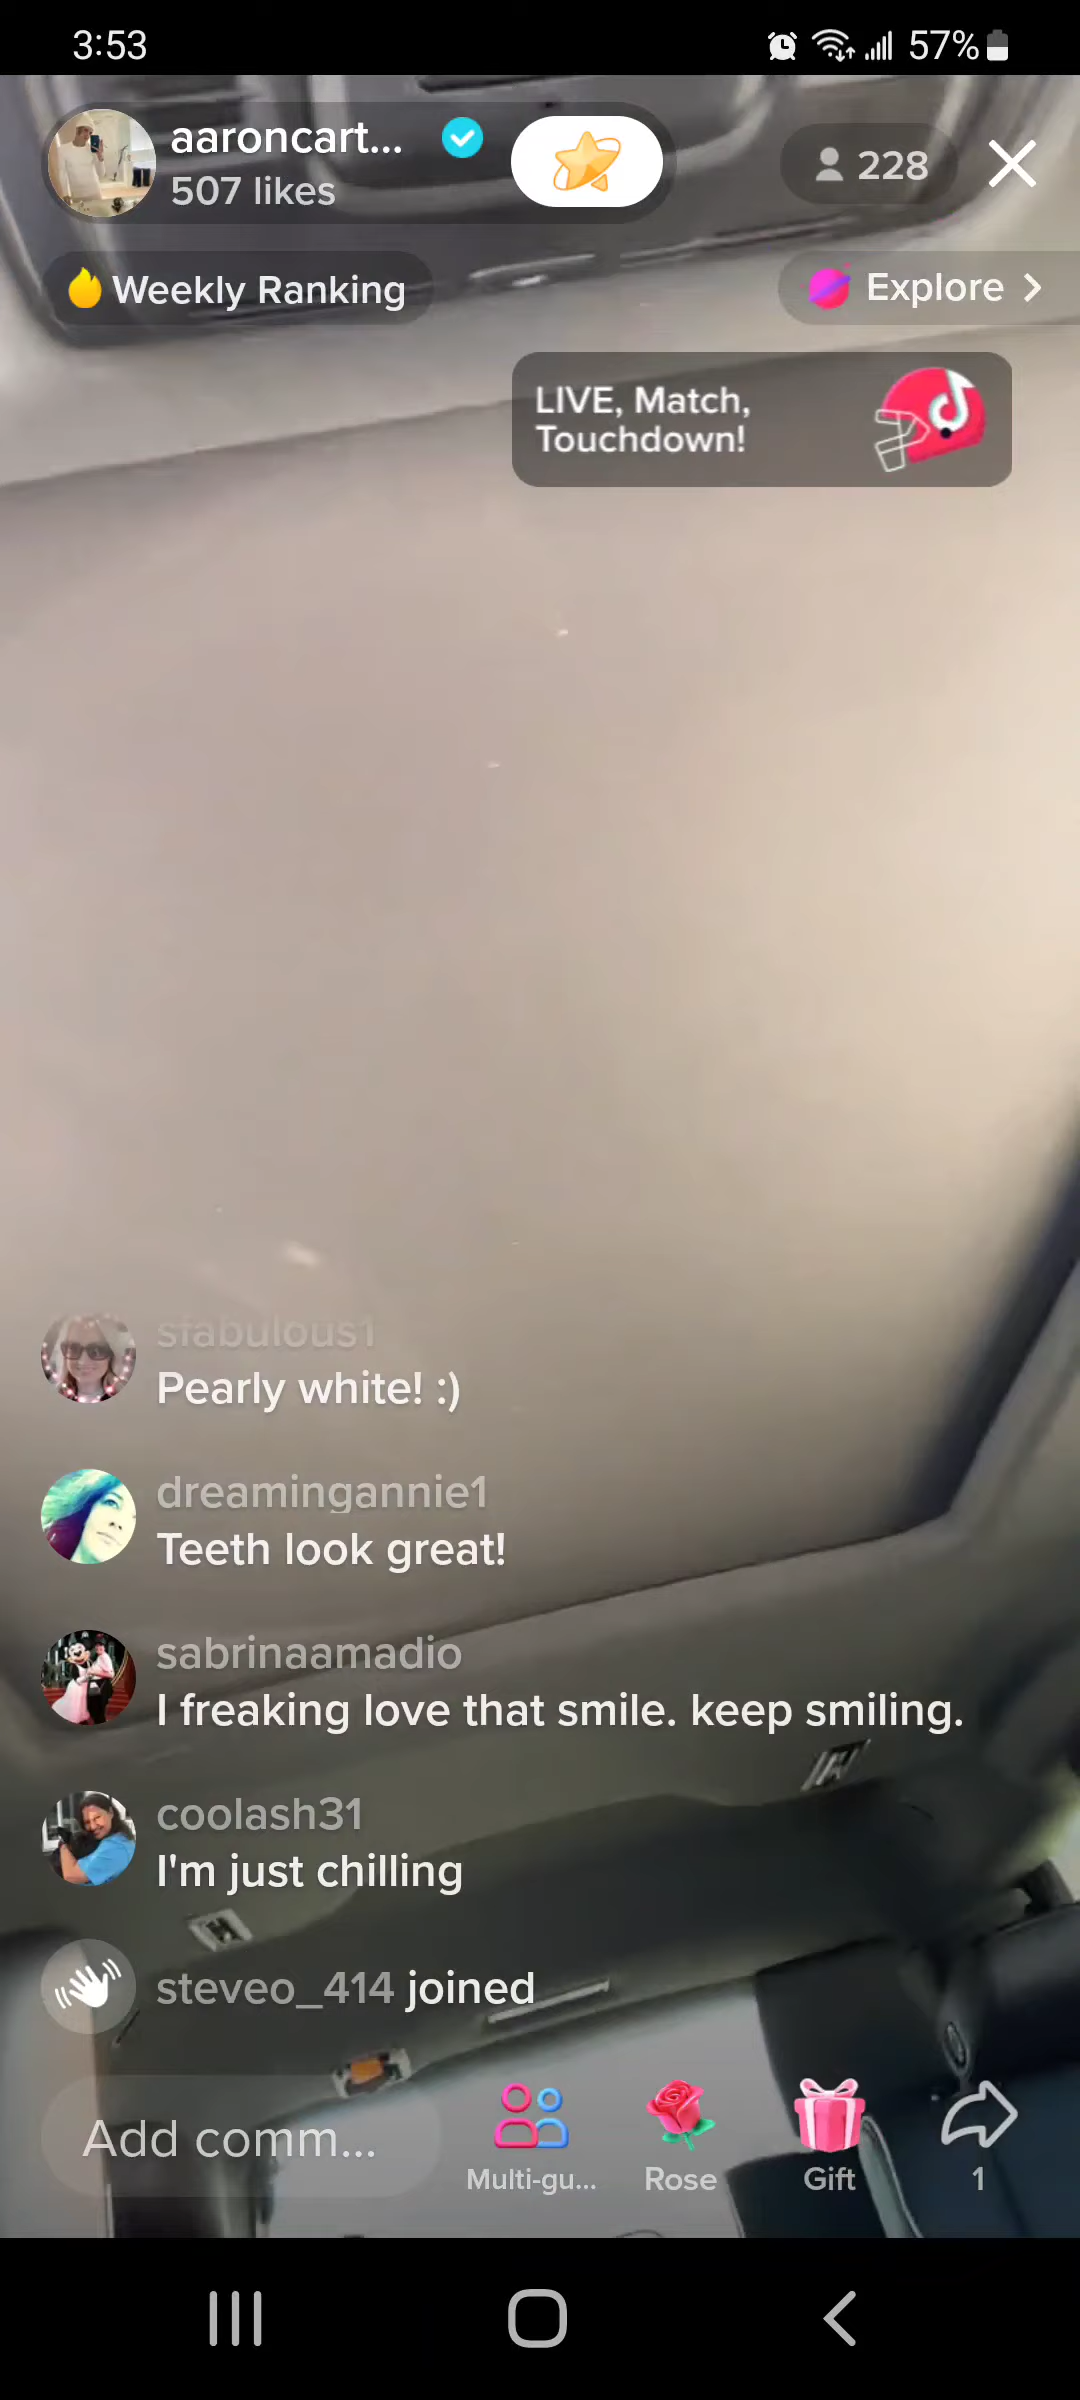 3:53
57%
aaroncart...
507 likes
228
Weekly Ranking
Explore
LIVE, Match,
Touchdown!
sfabulous1
Pearly white! :)
dreamingannie1
Teeth look great!
sabrinaamadio
I freaking love that smile. keep smiling.
coolash31
I'm just chilling
steveo_414 joined
Add comm...
Multi-gu...
Rose
Gift
1